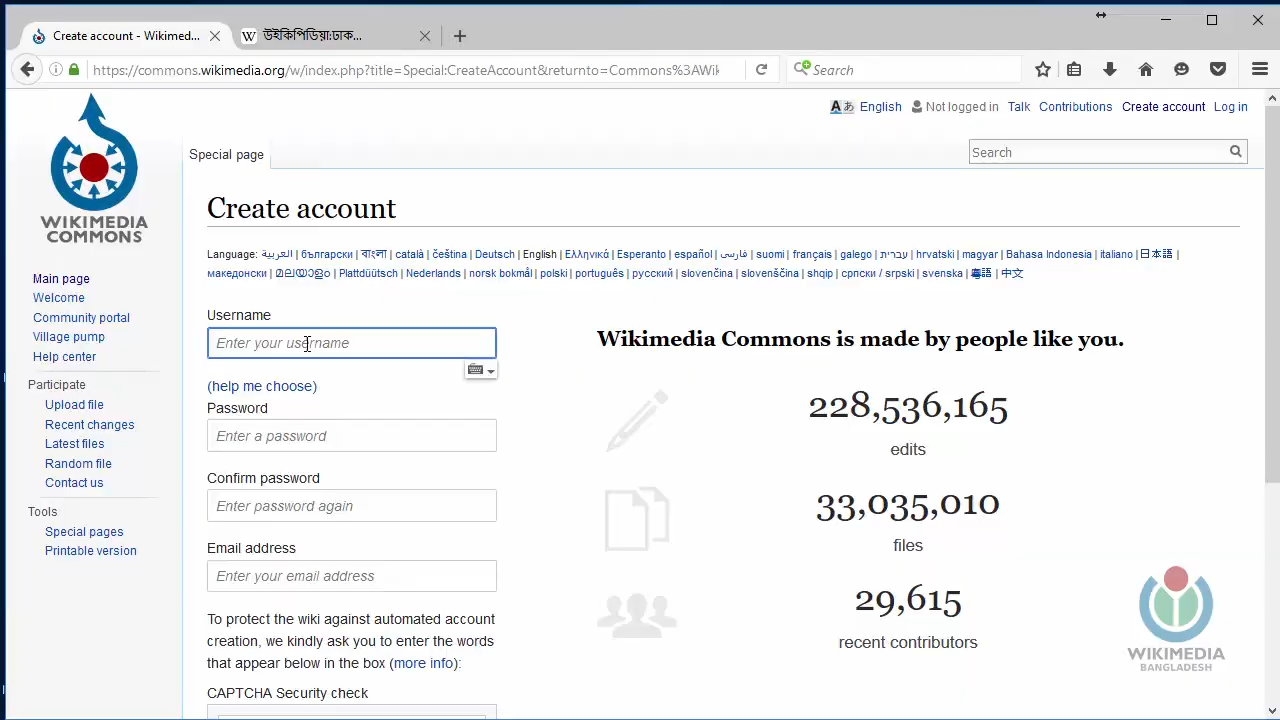 Create account - Wikimed...
উইকিপিডিয়া:ঢাক...
https://commons.wikimedia.org/w/index.php?title=Special:CreateAccount&returnto=Commons%3AWik
Search
English Not logged in Talk Contributions Create account Log in
Special page
Search
WIKIMEDIA
COMMONS
Create account
Language: العربية | български | বাংলা | català | čeština | Deutsch | English | Ελληνικά | Esperanto | español | فارسی | suomi | français | galego | עברית | hrvatski | magyar | Bahasa Indonesia | italiano | 日本語 |
македонски | മലയാളം | Plattdüütsch | Nederlands | norsk bokmål | polski | português | русский | slovenčina | slovenščina | shqip | српски / srpski | svenska | 粵語 | 中文
Main page
Welcome
Community portal
Village pump
Help center
Participate
Upload file
Recent changes
Latest files
Random file
Contact us
Tools
Special pages
Printable version
Username
Enter your username
(help me choose)
Password
Enter a password
Confirm password
Enter password again
Email address
Enter your email address
To protect the wiki against automated account
creation, we kindly ask you to enter the words
that appear below in the box (more info):
CAPTCHA Security check
Wikimedia Commons is made by people like you.
228,536,165
edits
33,035,010
files
29,615
recent contributors
WIKIMEDIA
BANGLADESH